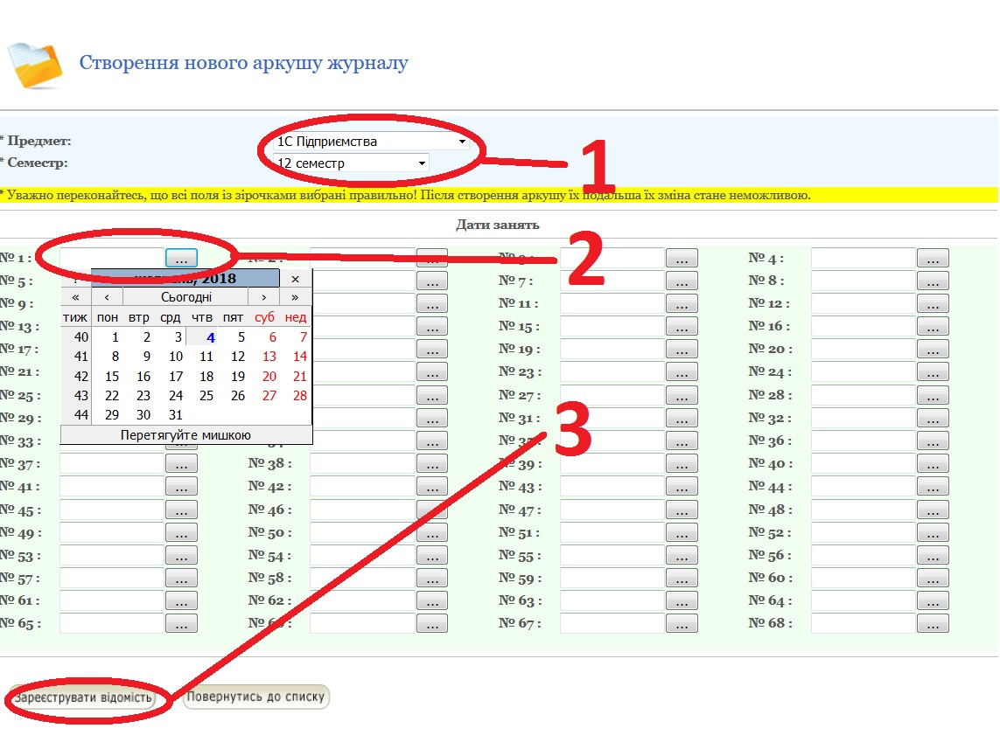 Створення нового аркушу журналу
* Предмет: 1С Підприємства
* Семестр: 12 семестр
1
* Уважно переконайтесь, що всі поля із зірочками вибрані правильно! Після створення аркушу їх подальша їх зміна стане неможливою.
Дати занять
2
№ 1 : ... № 2 : ... ... № 4 : ...
№ 5 : ... № 7 : ... № 8 : ...
№ 9 : ... № 11 : ... № 12 : ...
№ 13 : ... № 15 : ... № 16 : ...
№ 17 : ... № 19 : ... № 20 : ...
№ 21 : ... № 23 : ... № 24 : ...
№ 25 : ... № 27 : ... № 28 : ...
№ 29 : ... № 31 : ... № 32 : ...
№ 33 : ... ... № 35 : ... № 36 : ...
? 2018 ×
« ‹ Сьогодні › »
тиж пон втр срд чтв пят суб нед
40 1 2 3 4 5 6 7
41 8 9 10 11 12 13 14
42 15 16 17 18 19 20 21
43 22 23 24 25 26 27 28
44 29 30 31
Перетягуйте мишкою
3
№ 37 : ... № 38 : ... № 39 : ... № 40 : ...
№ 41 : ... № 42 : ... № 43 : ... № 44 : ...
№ 45 : ... № 46 : ... № 47 : ... № 48 : ...
№ 49 : ... № 50 : ... № 51 : ... № 52 : ...
№ 53 : ... № 54 : ... № 55 : ... № 56 : ...
№ 57 : ... № 58 : ... № 59 : ... № 60 : ...
№ 61 : ... № 62 : ... № 63 : ... № 64 : ...
№ 65 : ... № 66 : ... № 67 : ... № 68 : ...
Зареєструвати відомість Повернутись до списку